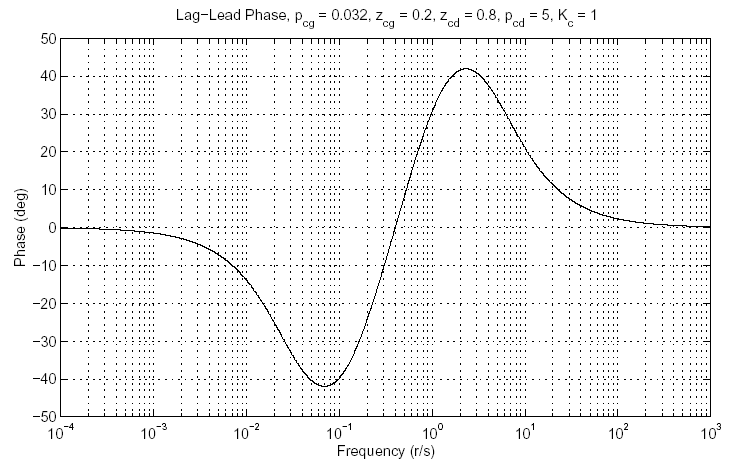 Lag−Lead Phase, p_cg = 0.032, z_cg = 0.2, z_cd = 0.8, p_cd = 5, K_c = 1
50
40
30
20
10
0
−10
−20
−30
−40
−50
Phase (deg)
10^−4 10^−3 10^−2 10^−1 10^0 10^1 10^2 10^3
Frequency (r/s)